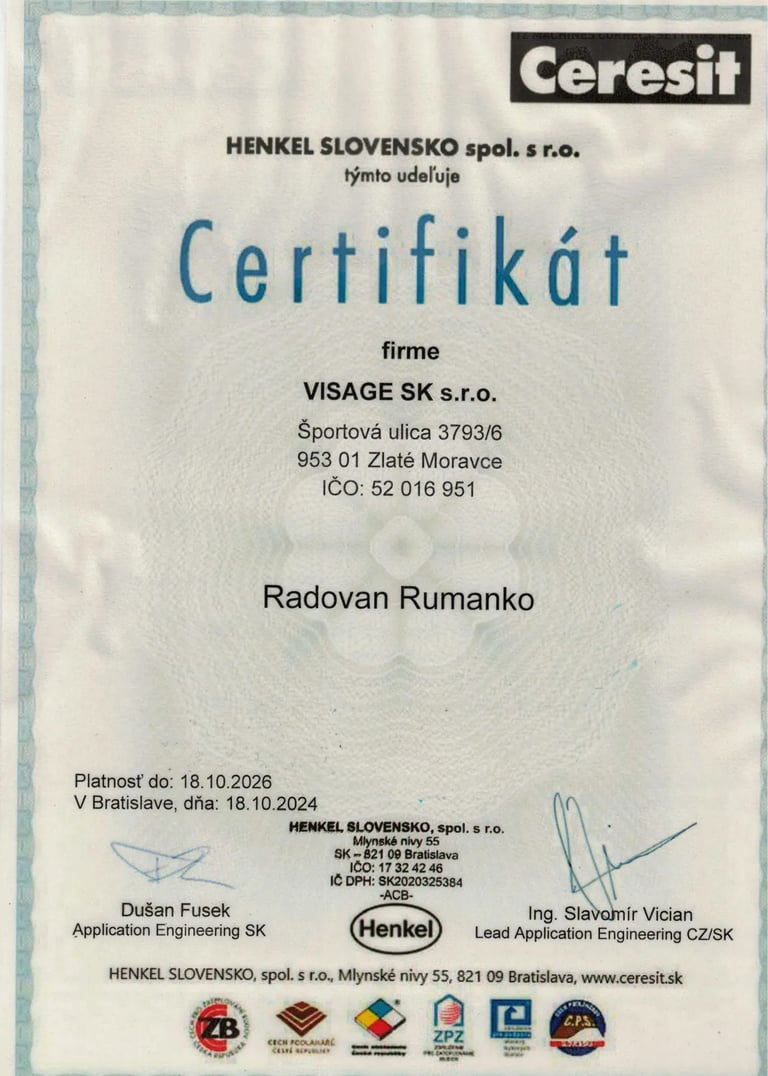 Ceresit
HENKEL SLOVENSKO spol. s r.o.
týmto udeľuje
Certifikát
firme
VISAGE SK s.r.o.
Športová ulica 3793/6
953 01 Zlaté Moravce
IČO: 52 016 951
Radovan Rumanko
Platnosť do: 18.10.2026
V Bratislave, dňa: 18.10.2024
HENKEL SLOVENSKO, spol. s r.o.
Mlynské nivy 55
SK – 821 09 Bratislava
IČO: 17 32 42 46
IČ DPH: SK2020325384
-ACB-
Henkel
Dušan Fusek
Application Engineering SK
Ing. Slavomír Vician
Lead Application Engineering CZ/SK
HENKEL SLOVENSKO, spol. s r.o., Mlynské nivy 55, 821 09 Bratislava, www.ceresit.sk
ZB
CECH PODLAHÁŘŮ
ČESKÉ REPUBLIKY
ZPZ
C.P.S.